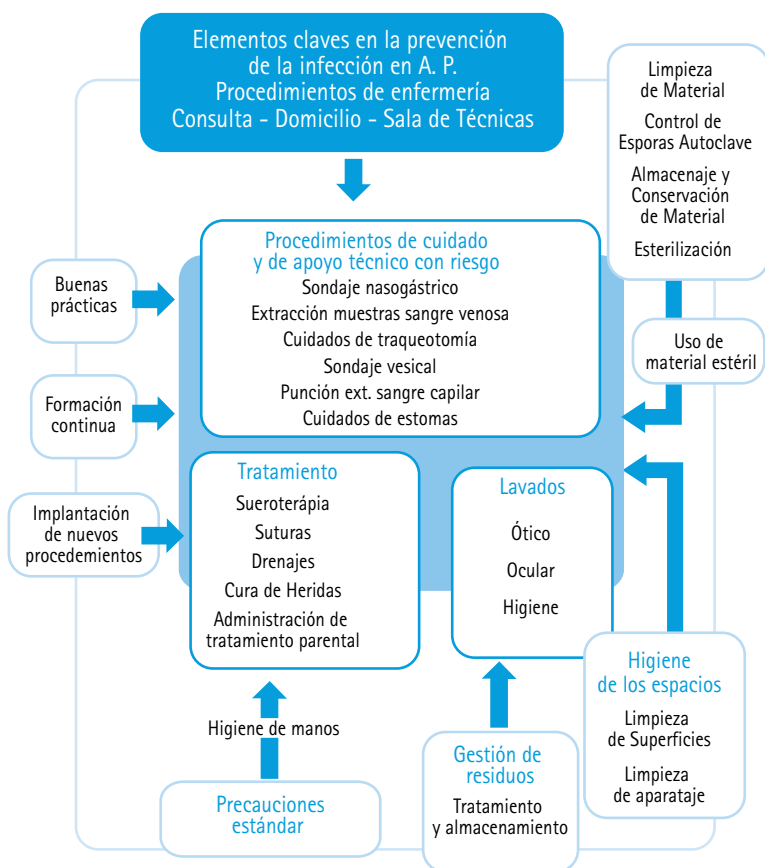 Elementos claves en la prevención
de la infección en A. P.
Procedimientos de enfermería
Consulta - Domicilio - Sala de Técnicas
Limpieza
de Material
Control de
Esporas Autoclave
Almacenaje y
Conservación
de Material
Esterilización
Uso de
material estéril
Procedimientos de cuidado
y de apoyo técnico con riesgo
Sondaje nasogástrico
Extracción muestras sangre venosa
Cuidados de traqueotomía
Sondaje vesical
Punción ext. sangre capilar
Cuidados de estomas
Buenas
prácticas
Formación
continua
Implantación
de nuevos
procedemientos
Tratamiento
Sueroterápia
Suturas
Drenajes
Cura de Heridas
Administración de
tratamiento parental
Lavados
Ótico
Ocular
Higiene
Higiene
de los espacios
Limpieza
de Superficies
Limpieza
de aparataje
Higiene de manos
Precauciones
estándar
Gestión de
residuos
Tratamiento
y almacenamiento